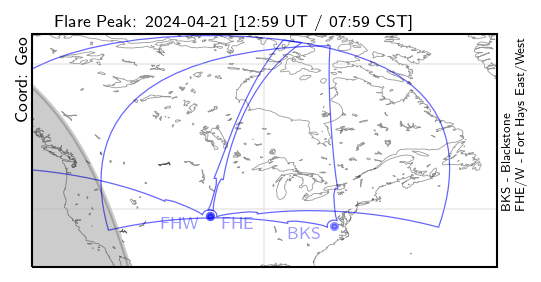 Flare Peak: 2024-04-21 [12:59 UT / 07:59 CST]
Coord: Geo
FHW
FHE
BKS
BKS - Blackstone
FHE/W - Fort Hays East/West